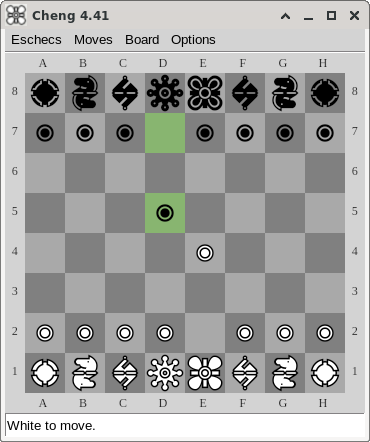 Cheng 4.41
Eschecs Moves Board Options
A B C D E F G H
8 8
7 7
6 6
5 5
4 4
3 3
2 2
1 1
A B C D E F G H
White to move.